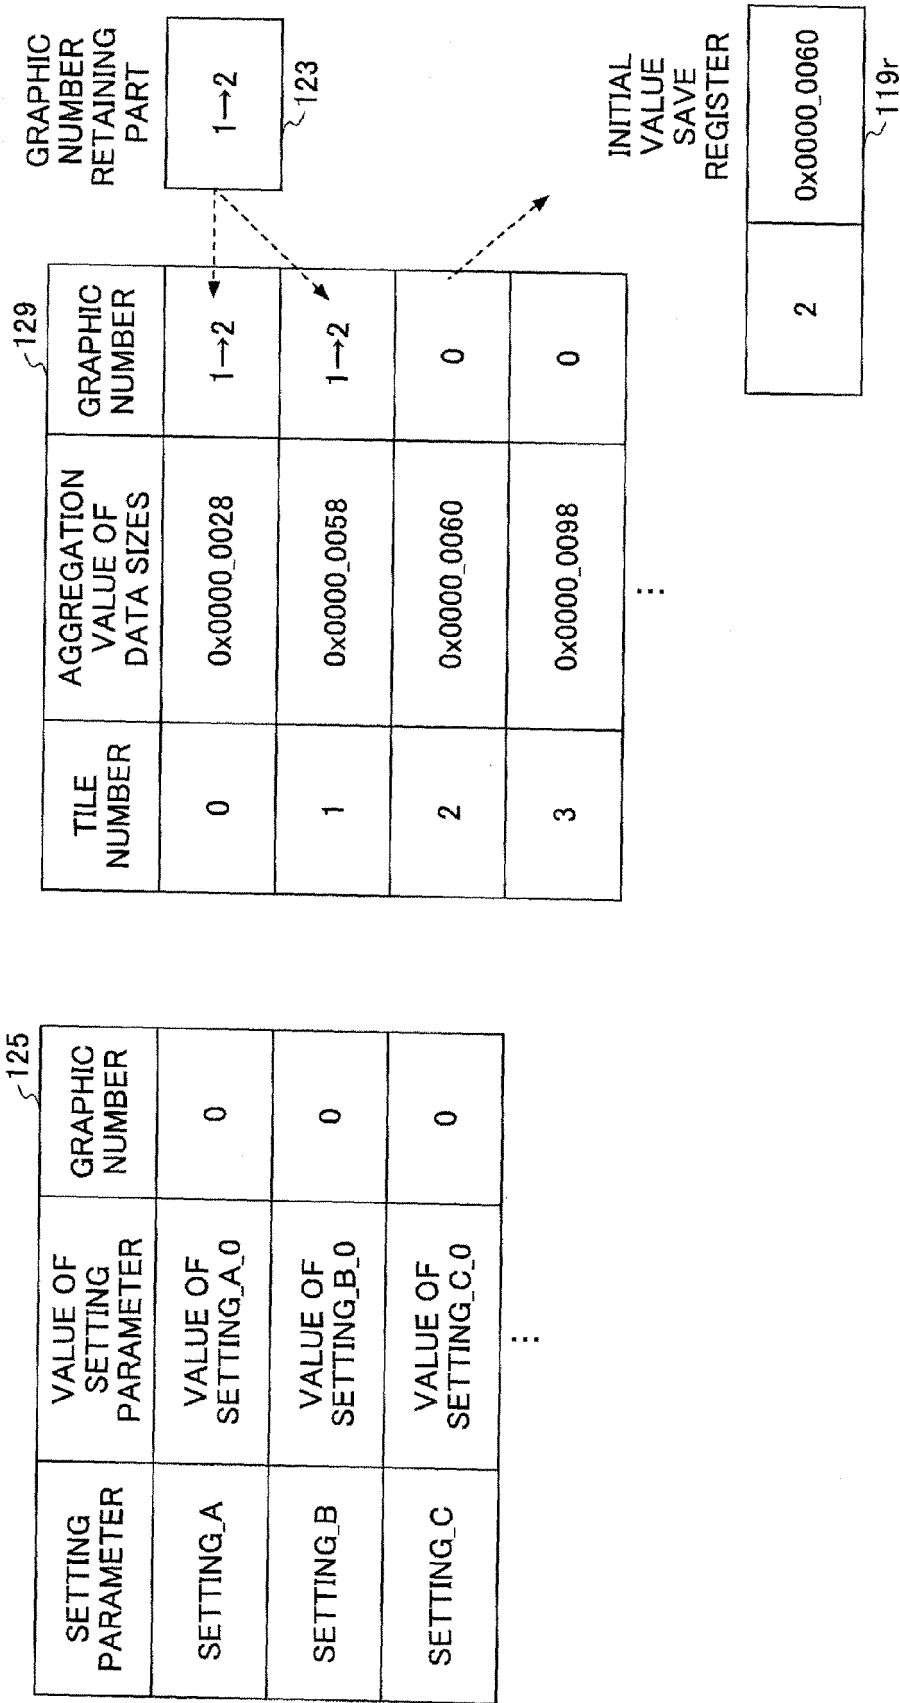 125
SETTING
PARAMETER
VALUE OF
SETTING
PARAMETER
GRAPHIC
NUMBER
SETTING_A
VALUE OF
SETTING_A_0
0
SETTING_B
VALUE OF
SETTING_B_0
0
SETTING_C
VALUE OF
SETTING_C_0
0
...
129
TILE
NUMBER
AGGREGATION
VALUE OF
DATA SIZES
GRAPHIC
NUMBER
0
0x0000_0028
1→2
1
0x0000_0058
1→2
2
0x0000_0060
0
3
0x0000_0098
0
...
GRAPHIC
NUMBER
RETAINING
PART
1→2
123
INITIAL
VALUE
SAVE
REGISTER
2
0x0000_0060
119r